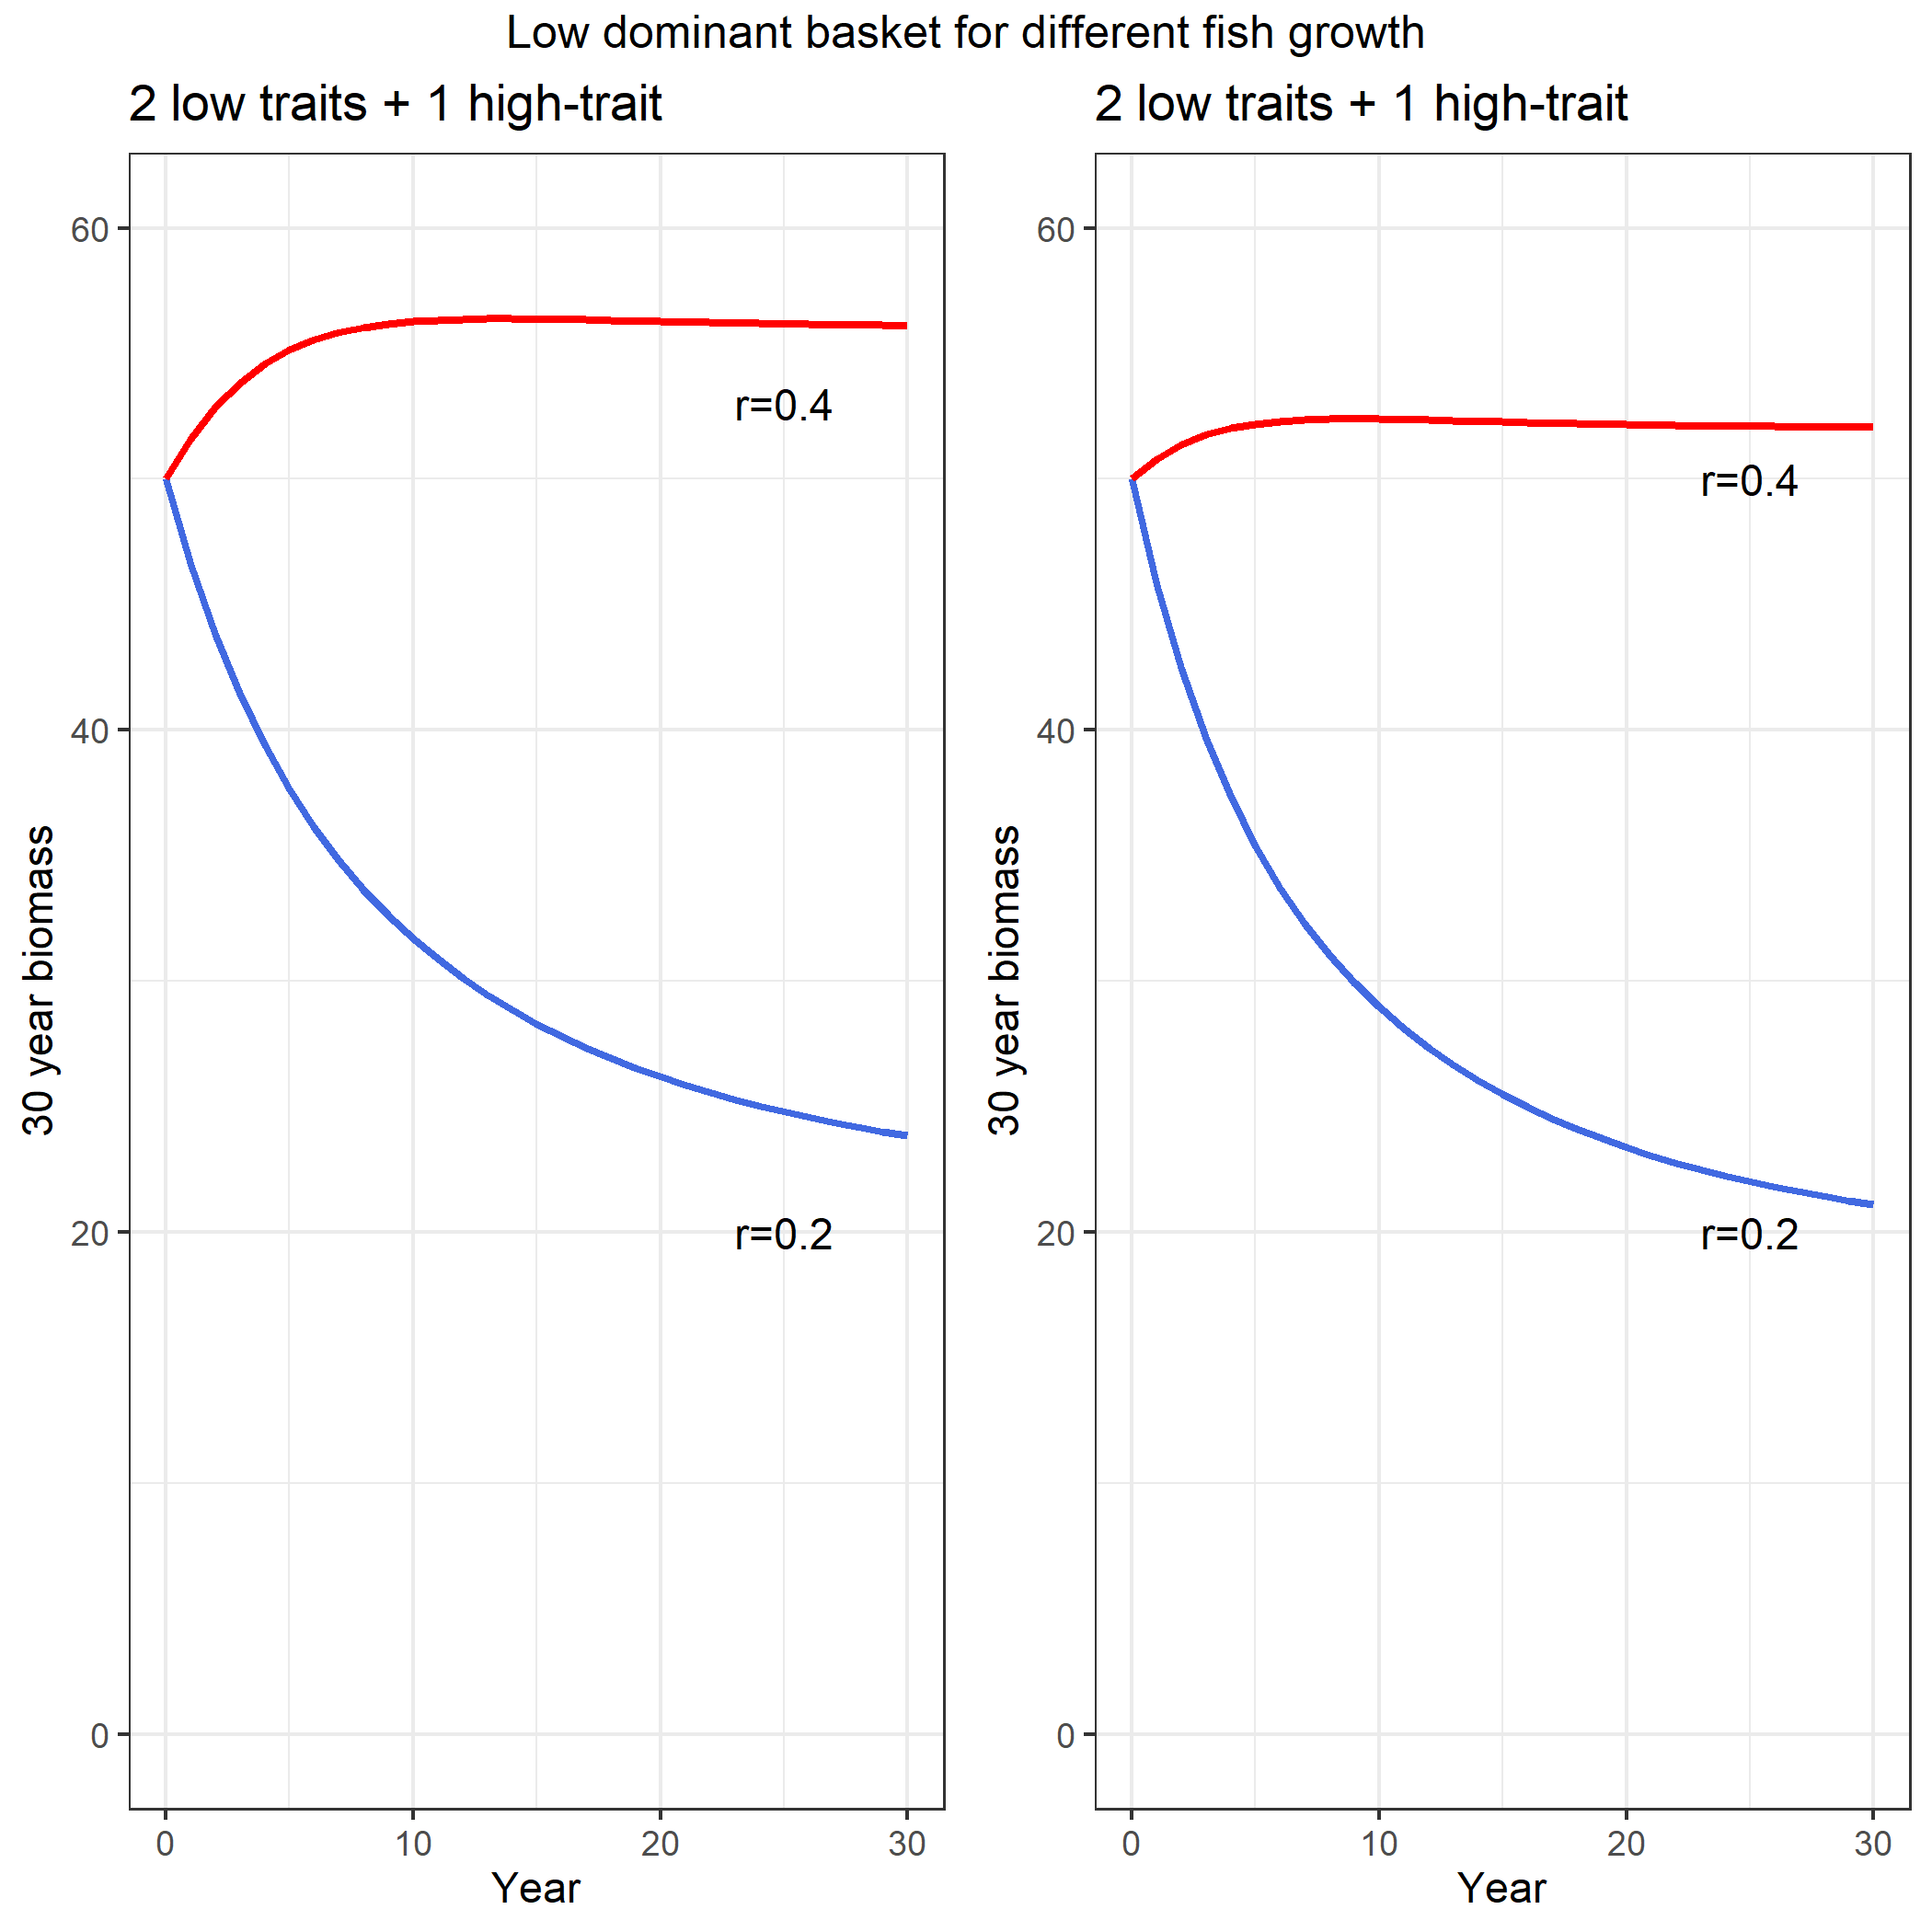 Low dominant basket for different fish growth
2 low traits + 1 high-trait
60
40
20
0
30 year biomass
r=0.4
r=0.2
0 10 20 30
Year
2 low traits + 1 high-trait
60
40
20
0
30 year biomass
r=0.4
r=0.2
0 10 20 30
Year